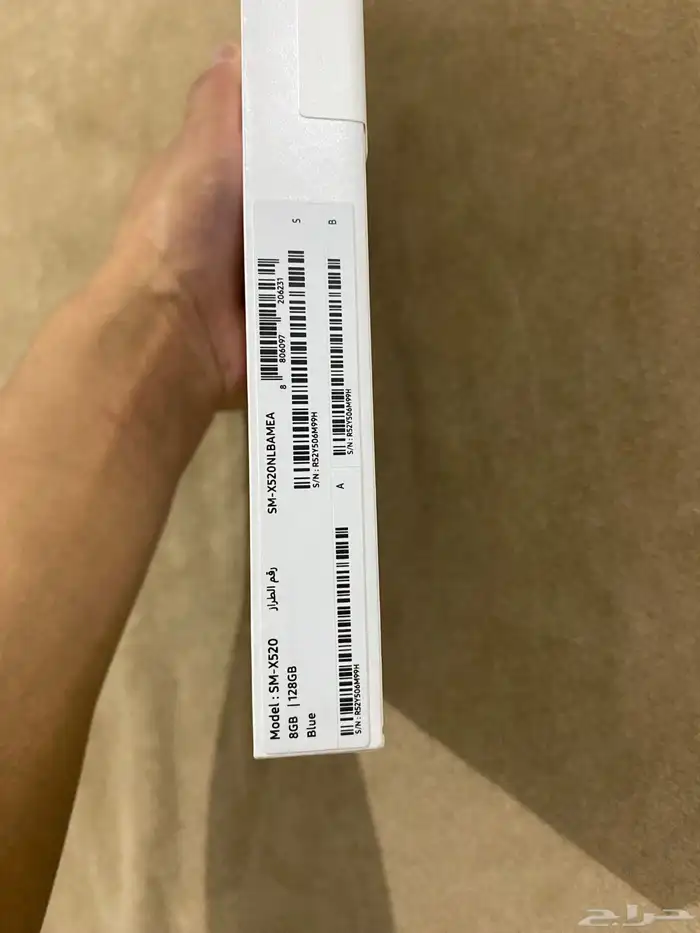 Model : SM-X520 رقم الطراز SM-X520NLBAMEA
8 806097 206231
8GB | 128GB
Blue
S
S/N : R52Y506M99H
B
S/N : R52Y506M99H
A
S/N : R52Y506M99H
حراج